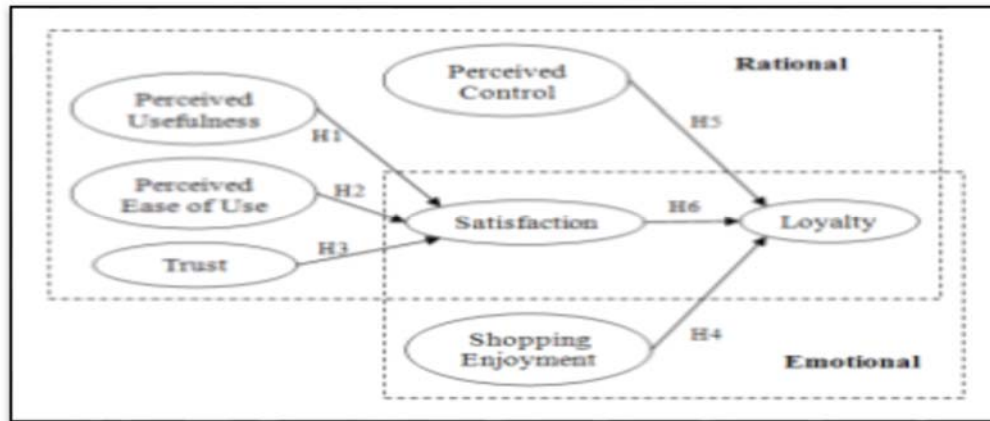 Perceived
Usefulness
Perceived
Control
Rational
H1
H5
Perceived
Ease of Use
H2
Satisfaction
H6
Loyalty
Trust
H3
Shopping
Enjoyment
H4
Emotional